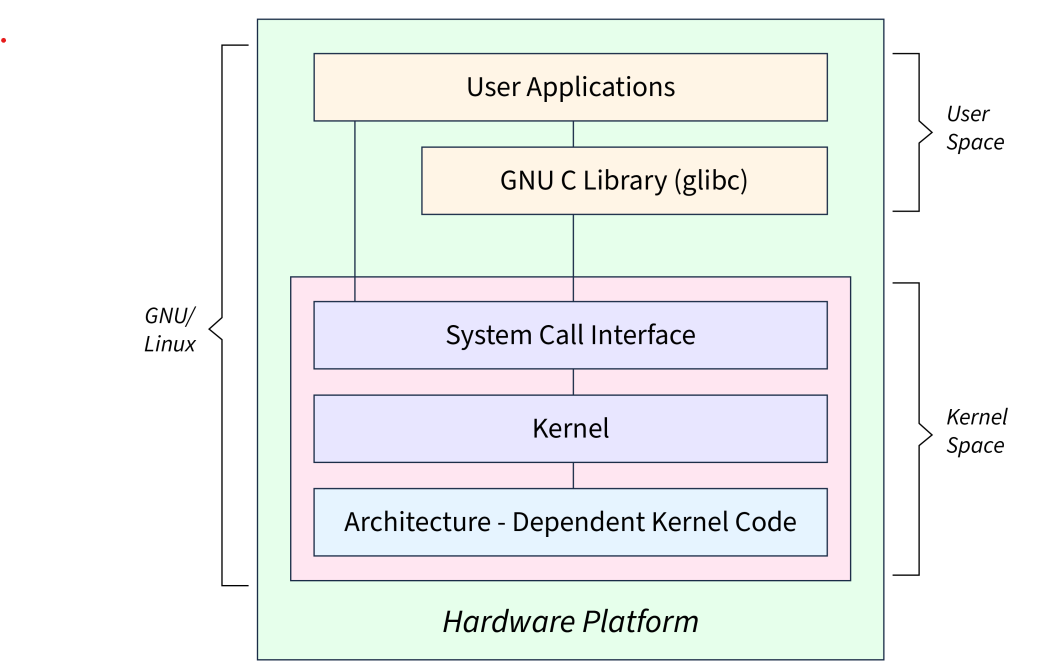 User Applications
User
Space
GNU C Library (glibc)
GNU/
Linux
System Call Interface
Kernel
Kernel
Space
Architecture - Dependent Kernel Code
Hardware Platform